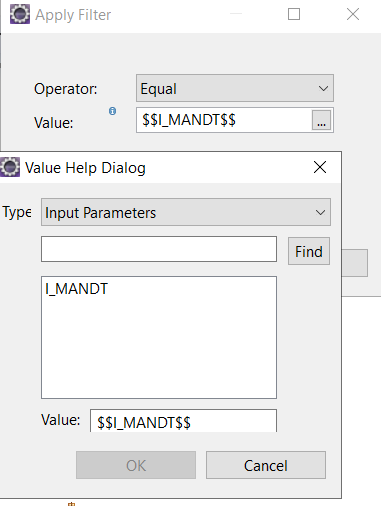 Apply Filter
Operator: Equal
Value: $$I_MANDT$$ ...
Value Help Dialog
Type Input Parameters
Find
I_MANDT
Value: $$I_MANDT$$
OK Cancel